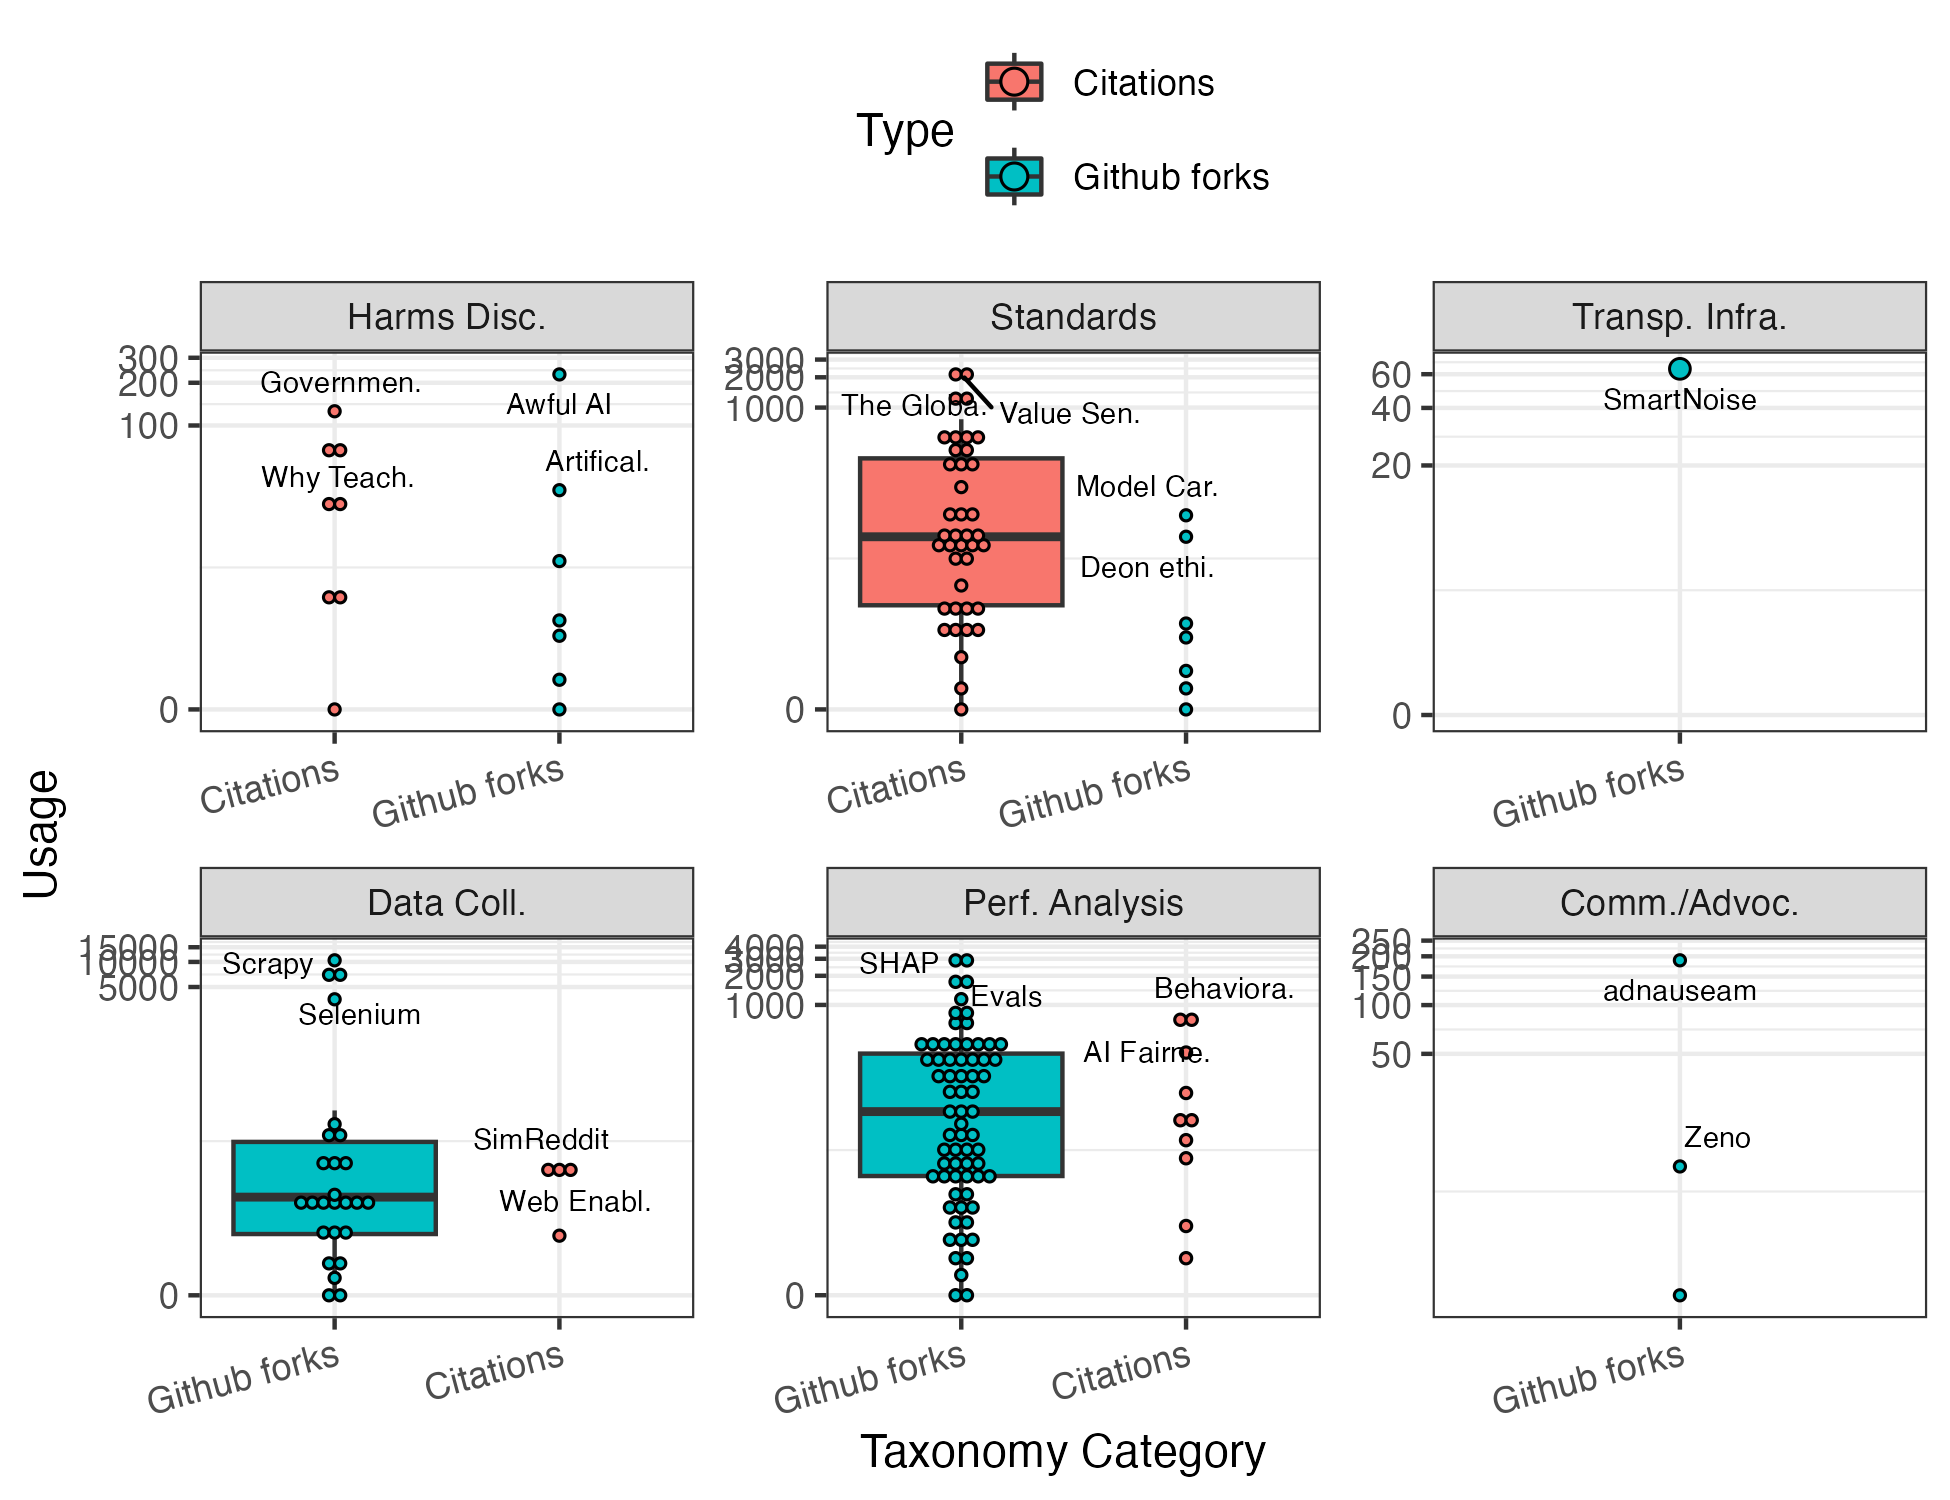 Type
Citations
Github forks
Harms Disc.
300
200
100
0
Governmen.
Awful AI
Artifical.
Why Teach.
Citations
Github forks
Standards
3000
2000
1000
0
The Globa.
Value Sen.
Model Car.
Deon ethi.
Citations
Github forks
Transp. Infra.
60
40
20
0
SmartNoise
Github forks
Usage
Data Coll.
15000
10000
5000
0
Scrapy
Selenium
SimReddit
Web Enabl.
Github forks
Citations
Perf. Analysis
4000
3000
2000
1000
0
SHAP
Evals
Behaviora.
AI Fairne.
Github forks
Citations
Comm./Advoc.
250
200
150
100
50
adnauseam
Zeno
Github forks
Taxonomy Category